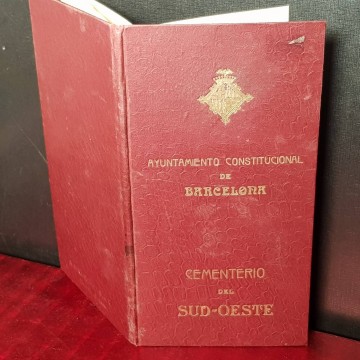 AYUNTAMIENTO CONSTITUCIONAL
DE
BARCELONA
CEMENTERIO
DEL
SUD-OESTE